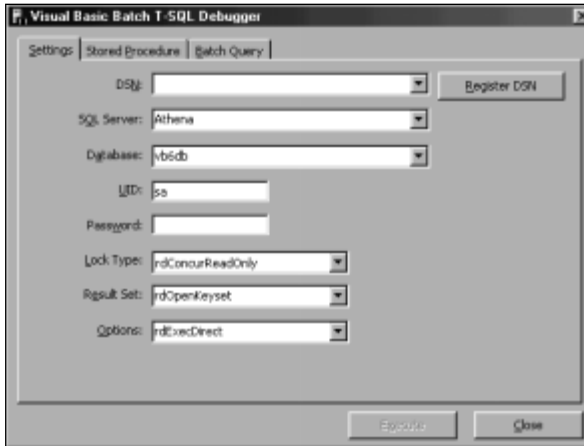 Visual Basic Batch T-SQL Debugger
Settings Stored Procedure Batch Query
DSN: Register DSN
SQL Server: Athena
Database: vb6db
UID: sa
Password:
Lock Type: rdConcurReadOnly
Result Set: rdOpenKeyset
Options: rdExecDirect
Execute Close